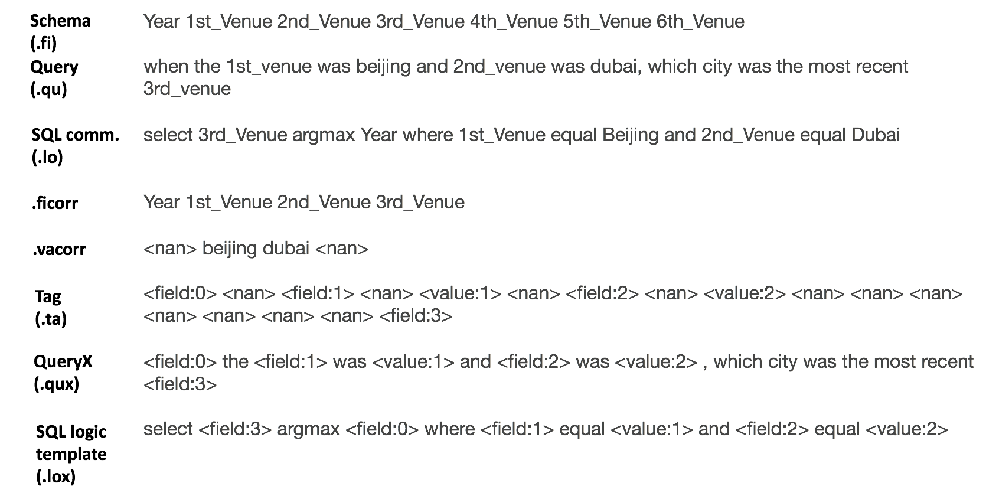 Schema Year 1st_Venue 2nd_Venue 3rd_Venue 4th_Venue 5th_Venue 6th_Venue
(.fi)
Query when the 1st_venue was beijing and 2nd_venue was dubai, which city was the most recent
(.qu) 3rd_venue
SQL comm. select 3rd_Venue argmax Year where 1st_Venue equal Beijing and 2nd_Venue equal Dubai
(.lo)
.ficorr Year 1st_Venue 2nd_Venue 3rd_Venue
.vacorr <nan> beijing dubai <nan>
Tag <field:0> <nan> <field:1> <nan> <value:1> <nan> <field:2> <nan> <value:2> <nan> <nan> <nan>
(.ta) <nan> <nan> <nan> <nan> <field:3>
QueryX <field:0> the <field:1> was <value:1> and <field:2> was <value:2> , which city was the most recent
(.qux) <field:3>
SQL logic select <field:3> argmax <field:0> where <field:1> equal <value:1> and <field:2> equal <value:2>
template
(.lox)